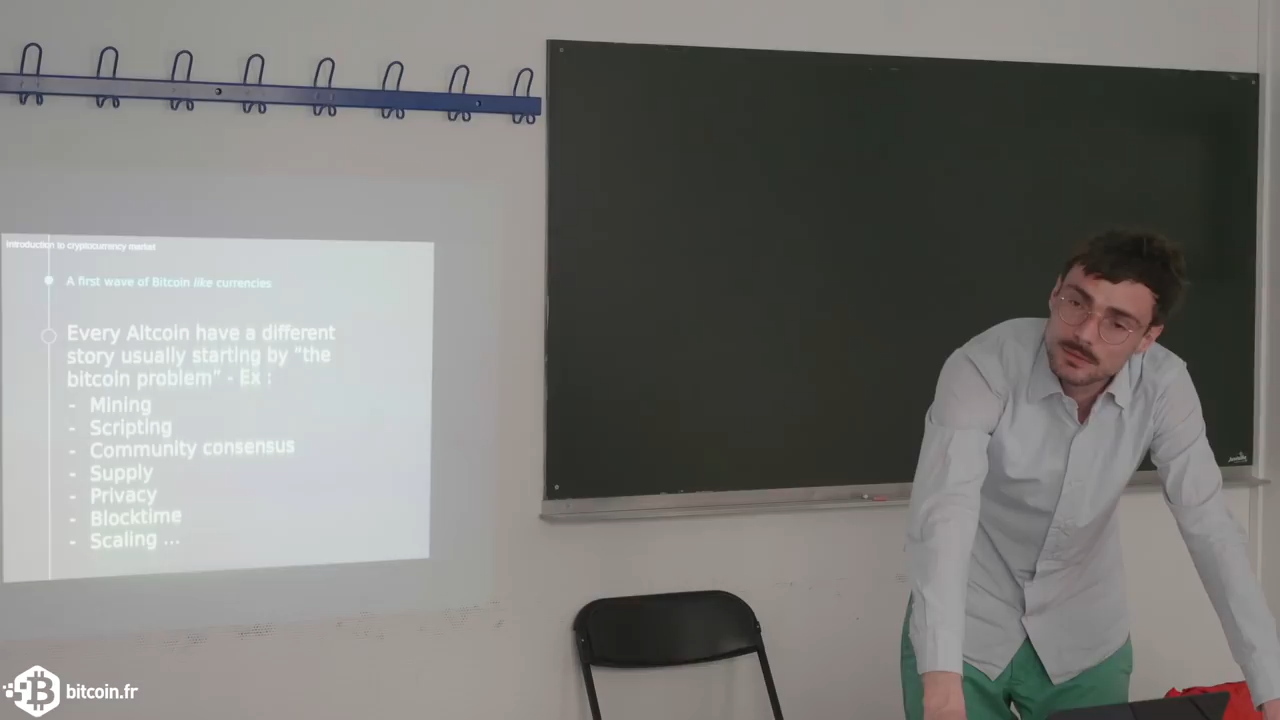 Introduction to cryptocurrency market
A first wave of Bitcoin like currencies
Every Altcoin have a different
story usually starting by “the
bitcoin problem” - Ex :
- Mining
- Scripting
- Community consensus
- Supply
- Privacy
- Blocktime
- Scaling ...
bitcoin.fr